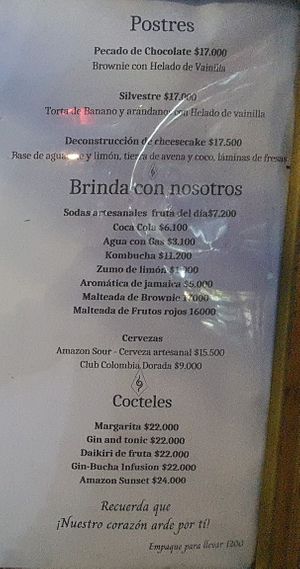 Postres
Pecado de Chocolate $17.000
Brownie con Helado de Vainilla
Silvestre $17.000
Torta de Banano y arándanos con Helado de vainilla
Deconstrucción de cheesecake $17.500
Base de y limón, tierra de avena y coco, láminas de fresas
Brinda con nosotros
Sodas artesanales fruta del día$7.200
Coca Cola $6.100
Agua con Gas $3.100
Kombucha $11.200
Zumo de limón
Aromática de jamaica $5.000
Malteada de Brownie 17000
Malteada de Frutos rojos 16000
Cervezas
Amazon Sour - Cerveza artesanal $15.500
Club Colombia Dorada $9.000
Cocteles
Margarita $22.000
Gin and tonic $22.000
Daikiri de fruta $22.000
Gin-Bucha Infusion $22.000
Amazon Sunset $24.000
Recuerda que
¡Nuestro corazón arde por ti!
Empaque para llevar 1200